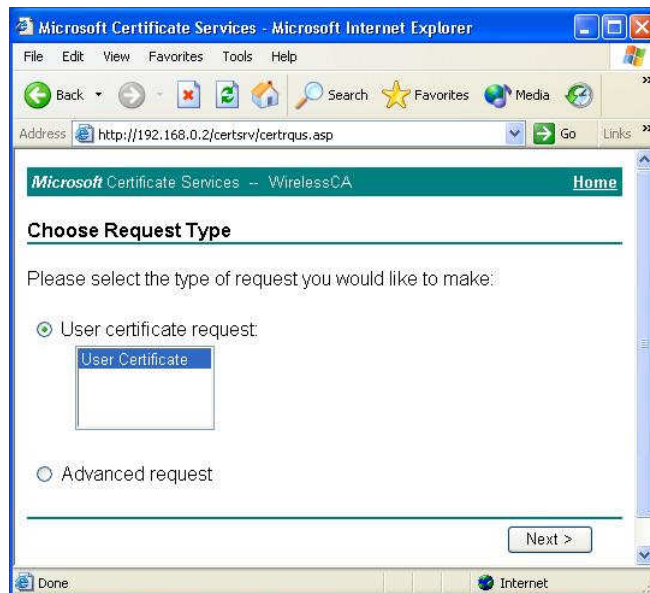 Microsoft Certificate Services - Microsoft Internet Explorer
File Edit View Favorites Tools Help
Back Search Favorites Media »
Address http://192.168.0.2/certsrv/certrqus.asp Go Links »
Microsoft Certificate Services -- WirelessCA Home
Choose Request Type
Please select the type of request you would like to make:
User certificate request:
User Certificate
Advanced request
Next >
Done Internet